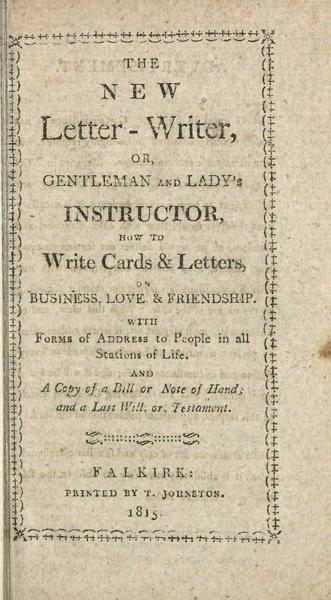 THE
NEW
Letter-Writer,
OR,
GENTLEMAN AND LADY's
INSTRUCTOR,
HOW TO
Write Cards & Letters,
ON
BUSINESS, LOVE & FRIENDSHIP.
WITH
FORMS of ADDRESS to People in all
Stations of Life.
AND
A Copy of a Bill or Note of Hand;
and a Last Will. or. Testament.
FALKIRK:
PRINTED BY T. JOHNSTON.
1815.